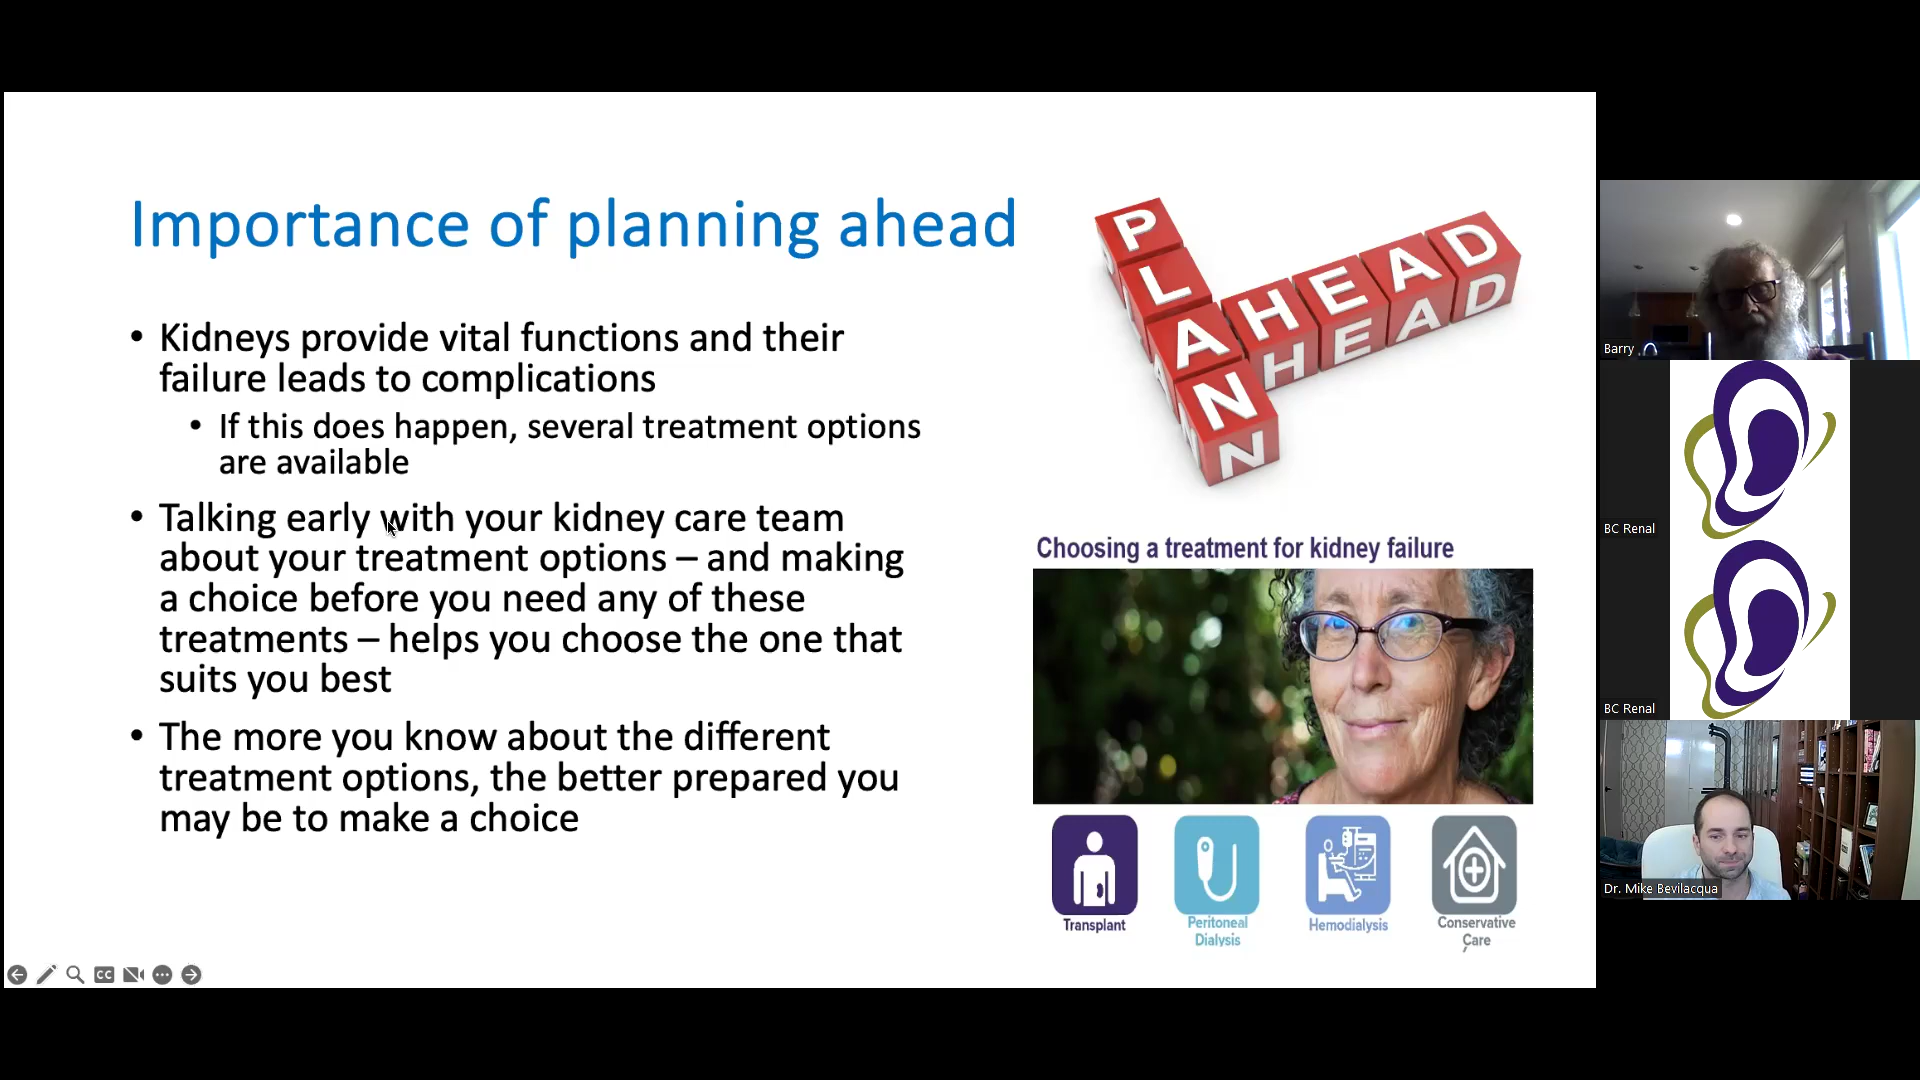 Importance of planning ahead
• Kidneys provide vital functions and their
failure leads to complications
• If this does happen, several treatment options
are available
• Talking early with your kidney care team
about your treatment options – and making
a choice before you need any of these
treatments – helps you choose the one that
suits you best
• The more you know about the different
treatment options, the better prepared you
may be to make a choice
PLAN
AHEAD
Choosing a treatment for kidney failure
Transplant
Peritoneal
Dialysis
Hemodialysis
Conservative
Care
CC
Barry
BC Renal
BC Renal
Dr. Mike Bevilacqua